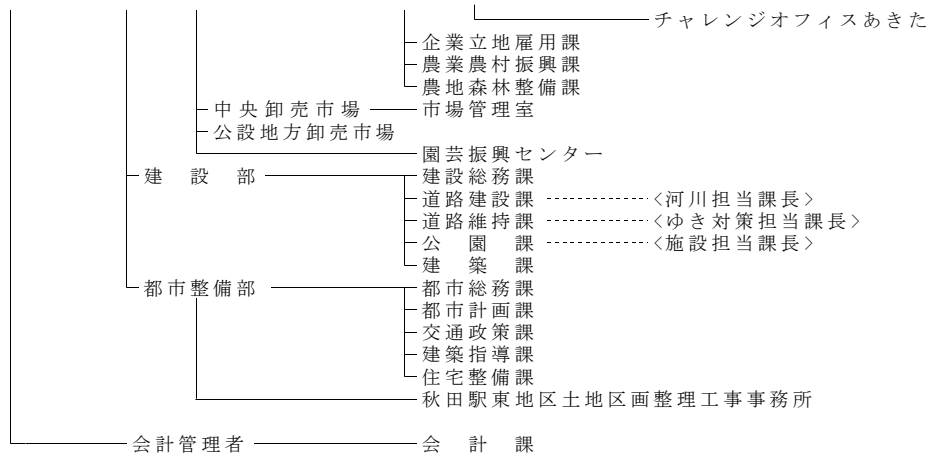 チャレンジオフィスあきた
企業立地雇用課
農業農村振興課
農地森林整備課
中央卸売市場 市場管理室
公設地方卸売市場
園芸振興センター
建設部 建設総務課
道路建設課 <河川担当課長>
道路維持課 <ゆき対策担当課長>
公園課 <施設担当課長>
建築課
都市整備部 都市総務課
都市計画課
交通政策課
建築指導課
住宅整備課
秋田駅東地区土地区画整理工事事務所
会計管理者 会計課